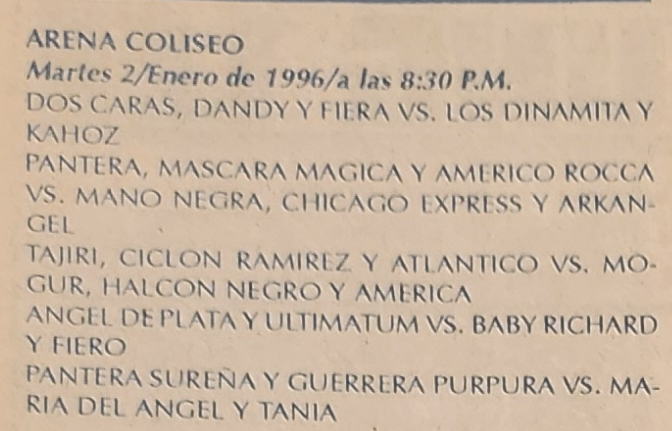 ARENA COLISEO
Martes 2/Enero de 1996/a las 8:30 P.M.
DOS CARAS, DANDY Y FIERA VS. LOS DINAMITA Y
KAHOZ
PANTERA, MASCARA MAGICA Y AMERICO ROCCA
VS. MANO NEGRA, CHICAGO EXPRESS Y ARKAN-
GEL
TAJIRI, CICLON RAMIREZ Y ATLANTICO VS. MO-
GUR, HALCON NEGRO Y AMERICA
ANGEL DE PLATA Y ULTIMATUM VS. BABY RICHARD
Y FIERO
PANTERA SUREÑA Y GUERRERA PURPURA VS. MA-
RIA DEL ANGEL Y TANIA